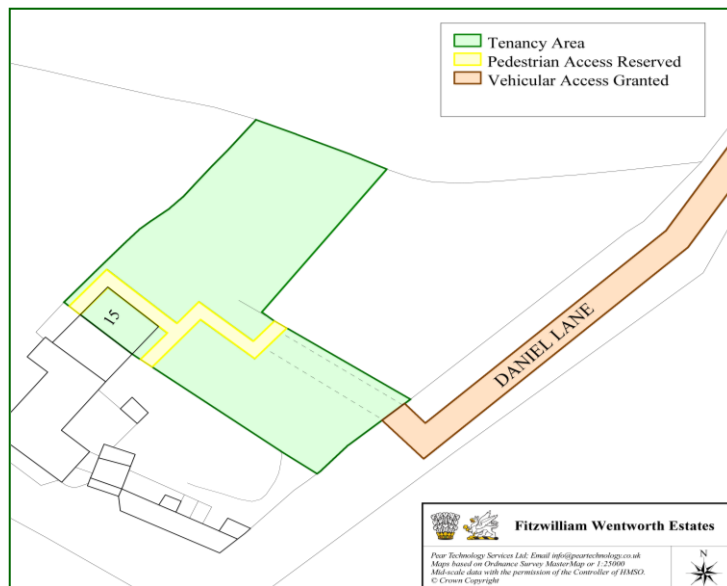 Tenancy Area
Pedestrian Access Reserved
Vehicular Access Granted
15
DANIEL LANE
Fitzwilliam Wentworth Estates
Pear Technology Services Ltd; Email info@peartechnology.co.uk
Maps based on Ordnance Survey MasterMap or 1:25000
Mid-scale data with the permission of the Controller of HMSO.
© Crown Copyright
N